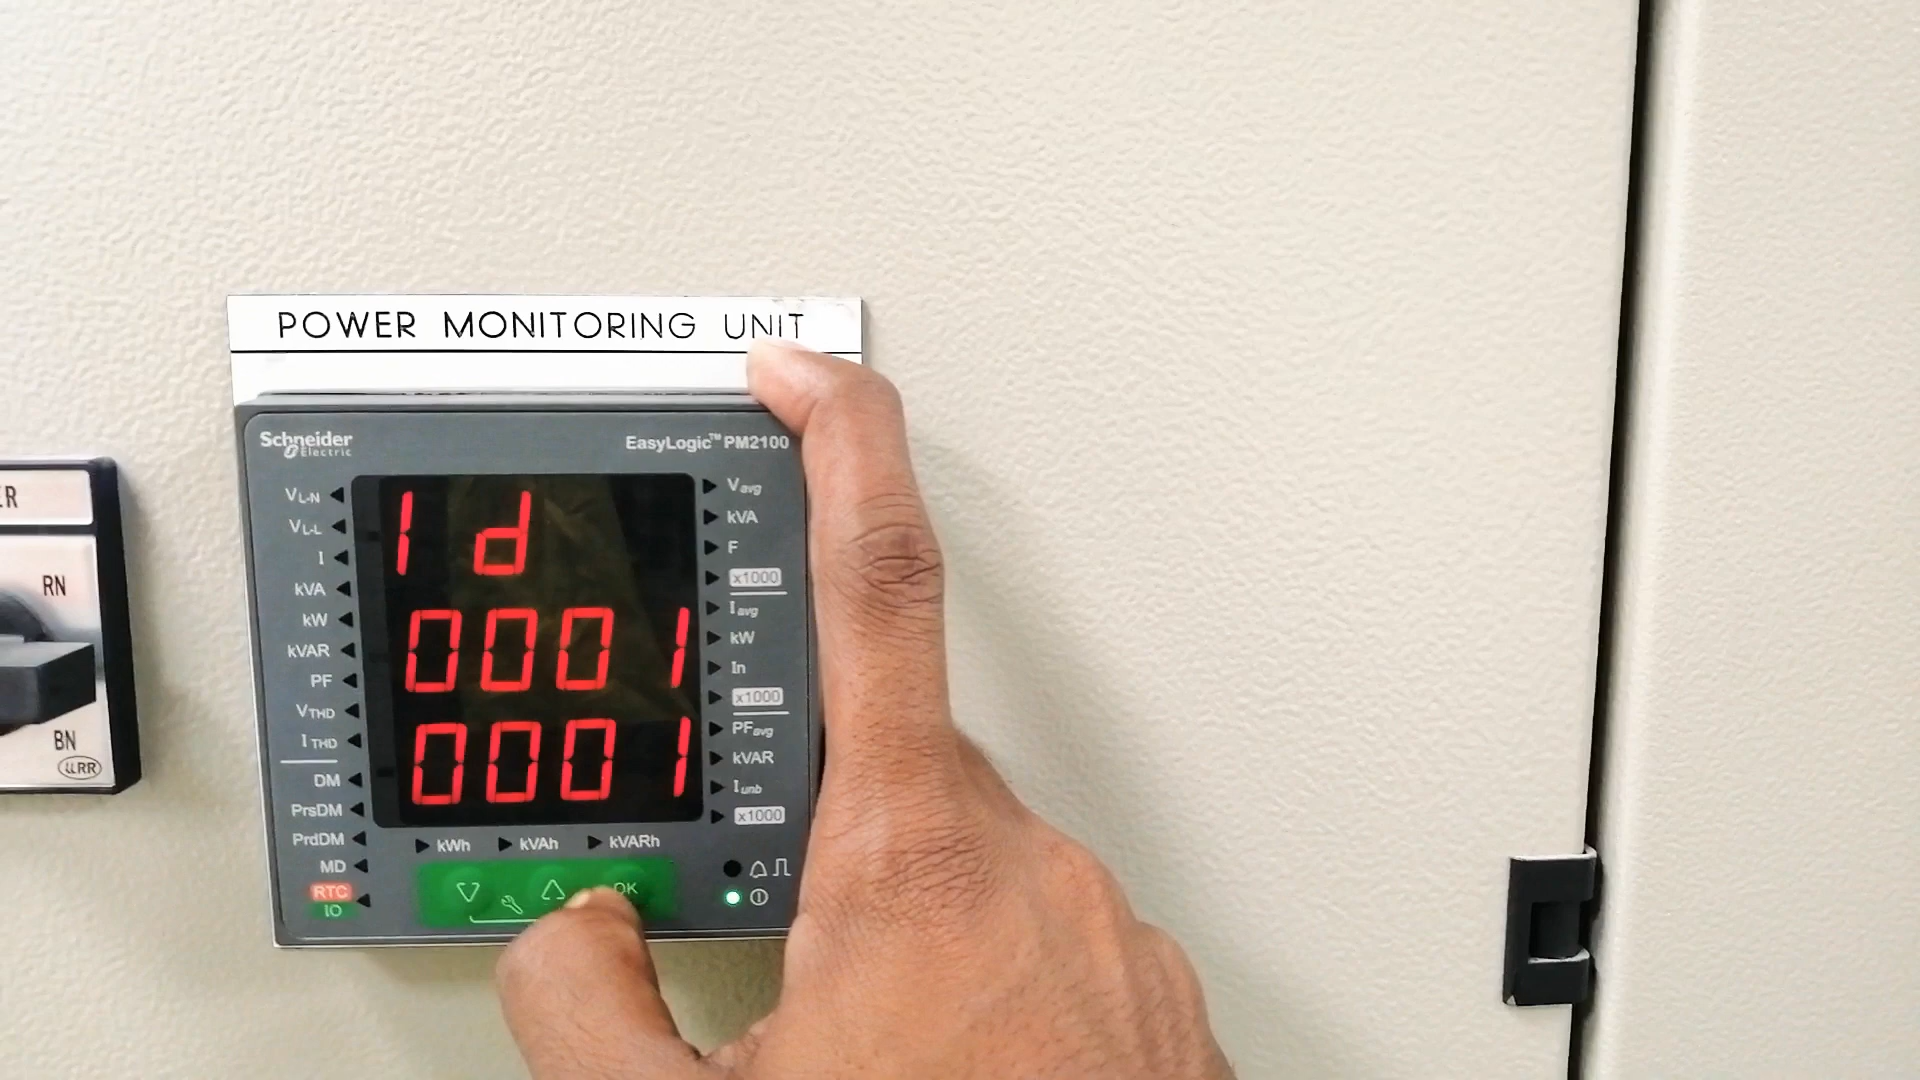 POWER MONITORING UNIT
Schneider
Electric
EasyLogic™ PM2100
VL-N
VL-L
I
kVA
kW
kVAR
PF
VTHD
ITHD
DM
PrsDM
PrdDM
MD
RTC
IO
Id
0001
0001
Vavg
kVA
F
x1000
Iavg
kW
In
x1000
PFavg
kVAR
Iunb
x1000
kWh
kVAh
kVARh
OK
RN
BN